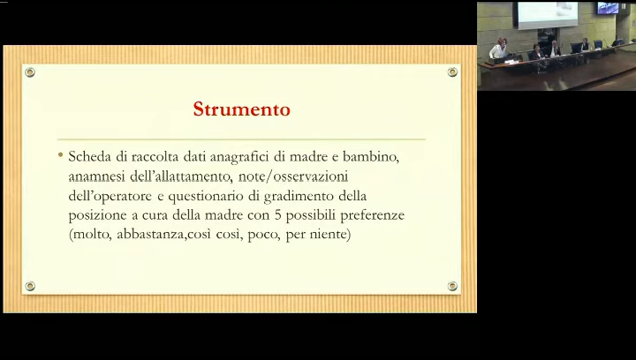 Strumento
• Scheda di raccolta dati anagrafici di madre e bambino,
anamnesi dell'allattamento, note/osservazioni
dell'operatore e questionario di gradimento della
posizione a cura della madre con 5 possibili preferenze
(molto, abbastanza,così così, poco, per niente)